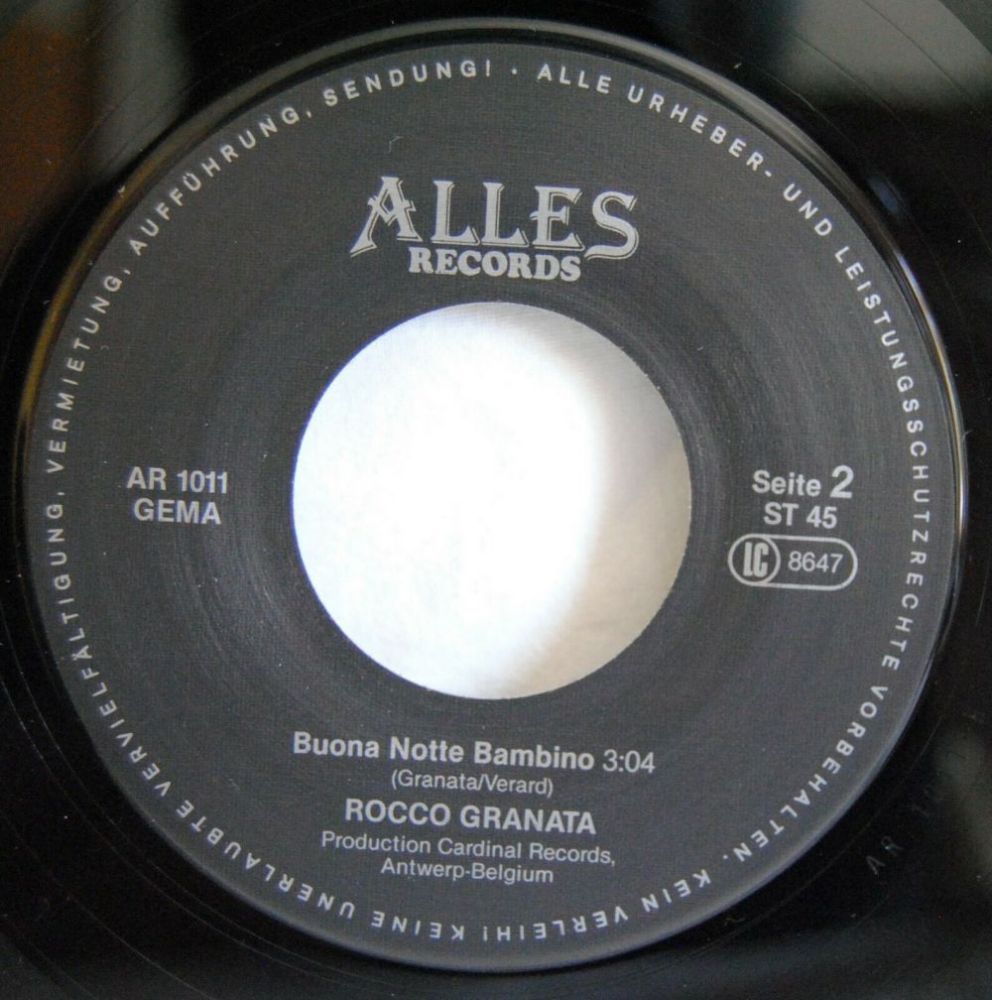 ALLE URHEBER- UND LEISTUNGSSCHUTZRECHTE VORBEHALTEN. KEIN VERLEIH! KEINE UNERLAUBTE VERVIELFÄLTIGUNG, VERMIETUNG, AUFFÜHRUNG, SENDUNG! ·
ALLES
RECORDS
AR 1011
GEMA
Seite 2
ST 45
LC 8647
Buona Notte Bambino 3:04
(Granata/Verard)
ROCCO GRANATA
Production Cardinal Records,
Antwerp-Belgium
AR